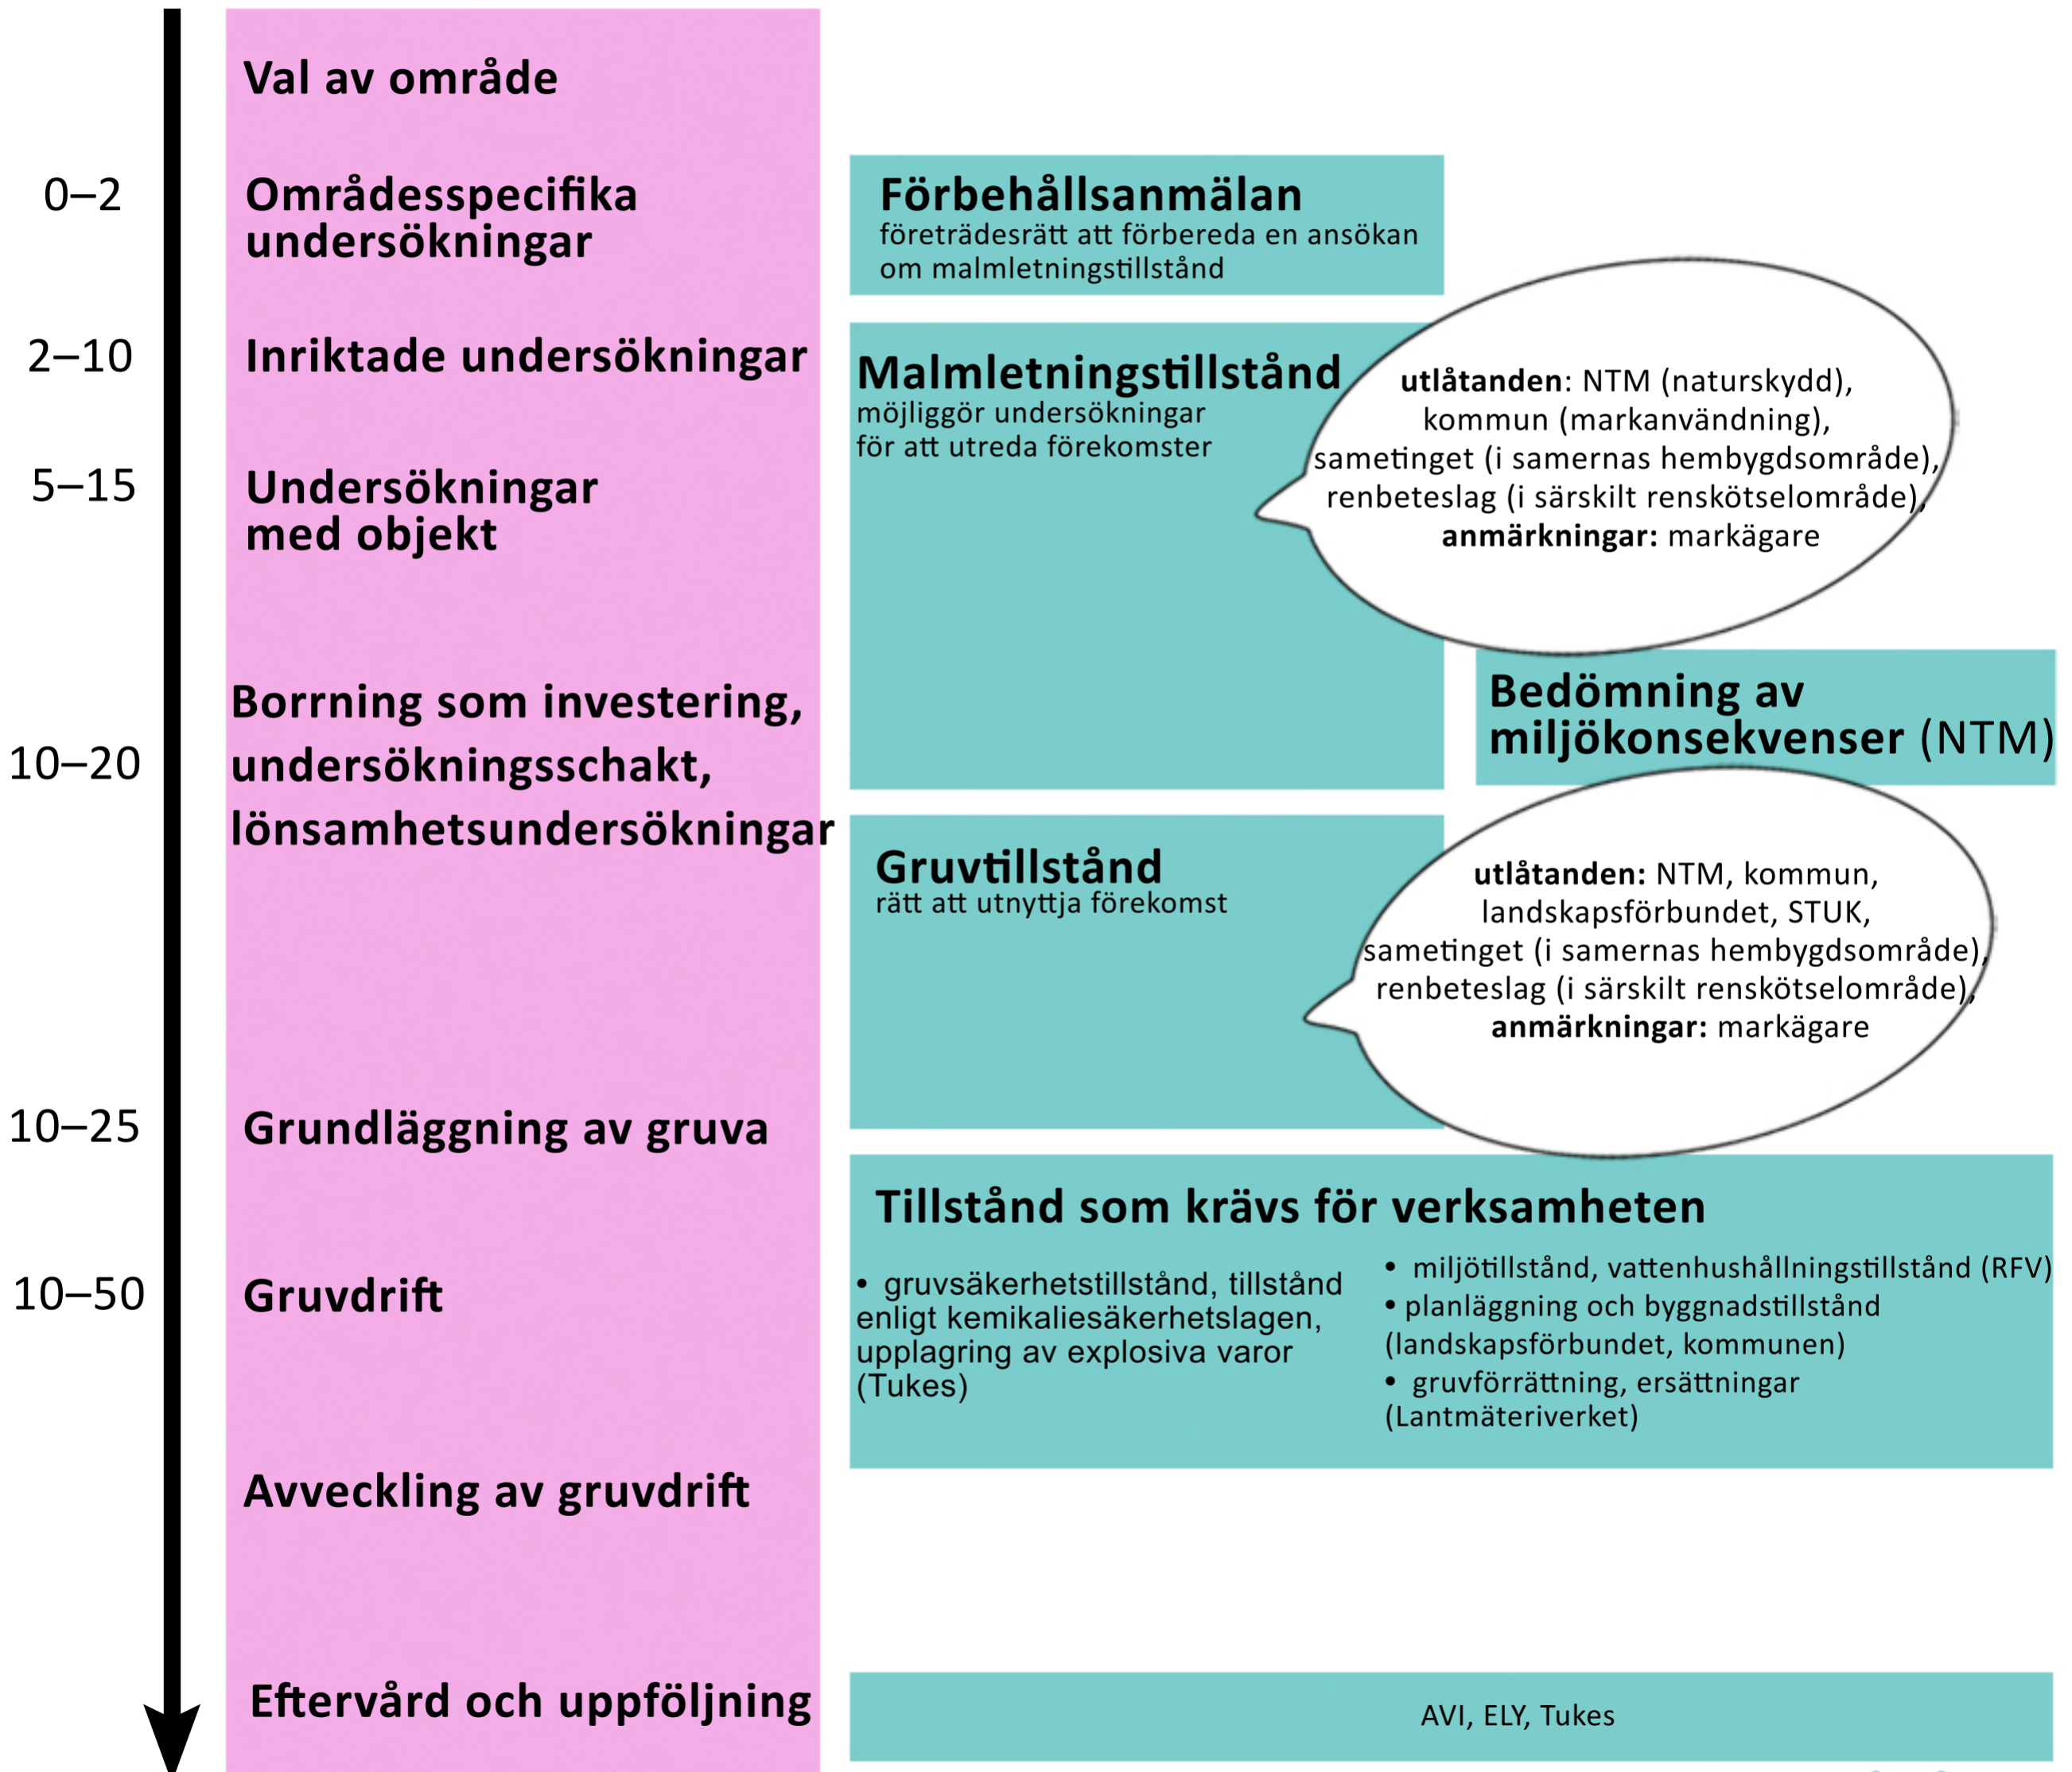 Val av område
0–2
Områdesspecifika
undersökningar
Förbehållsanmälan
företrädesrätt att förbereda en ansökan
om malmletningstillstånd
2–10
Inriktade undersökningar
Malmletningstillstånd
möjliggör undersökningar
för att utreda förekomster
utlåtanden: NTM (naturskydd),
kommun (markanvändning),
sametinget (i samernas hembygdsområde),
renbeteslag (i särskilt renskötselområde),
anmärkningar: markägare
5–15
Undersökningar
med objekt
Bedömning av
miljökonsekvenser (NTM)
10–20
Borrning som investering,
undersökningsschakt,
lönsamhetsundersökningar
Gruvtillstånd
rätt att utnyttja förekomst
utlåtanden: NTM, kommun,
landskapsförbundet, STUK,
sametinget (i samernas hembygdsområde),
renbeteslag (i särskilt renskötselområde),
anmärkningar: markägare
10–25
Grundläggning av gruva
Tillstånd som krävs för verksamheten
• gruvsäkerhetstillstånd, tillstånd
enligt kemikaliesäkerhetslagen,
upplagring av explosiva varor
(Tukes)
• miljötillstånd, vattenhushållningstillstånd (RFV)
• planläggning och byggnadstillstånd
(landskapsförbundet, kommunen)
• gruvförrättning, ersättningar
(Lantmäteriverket)
10–50
Gruvdrift
Avveckling av gruvdrift
Eftervård och uppföljning
AVI, ELY, Tukes